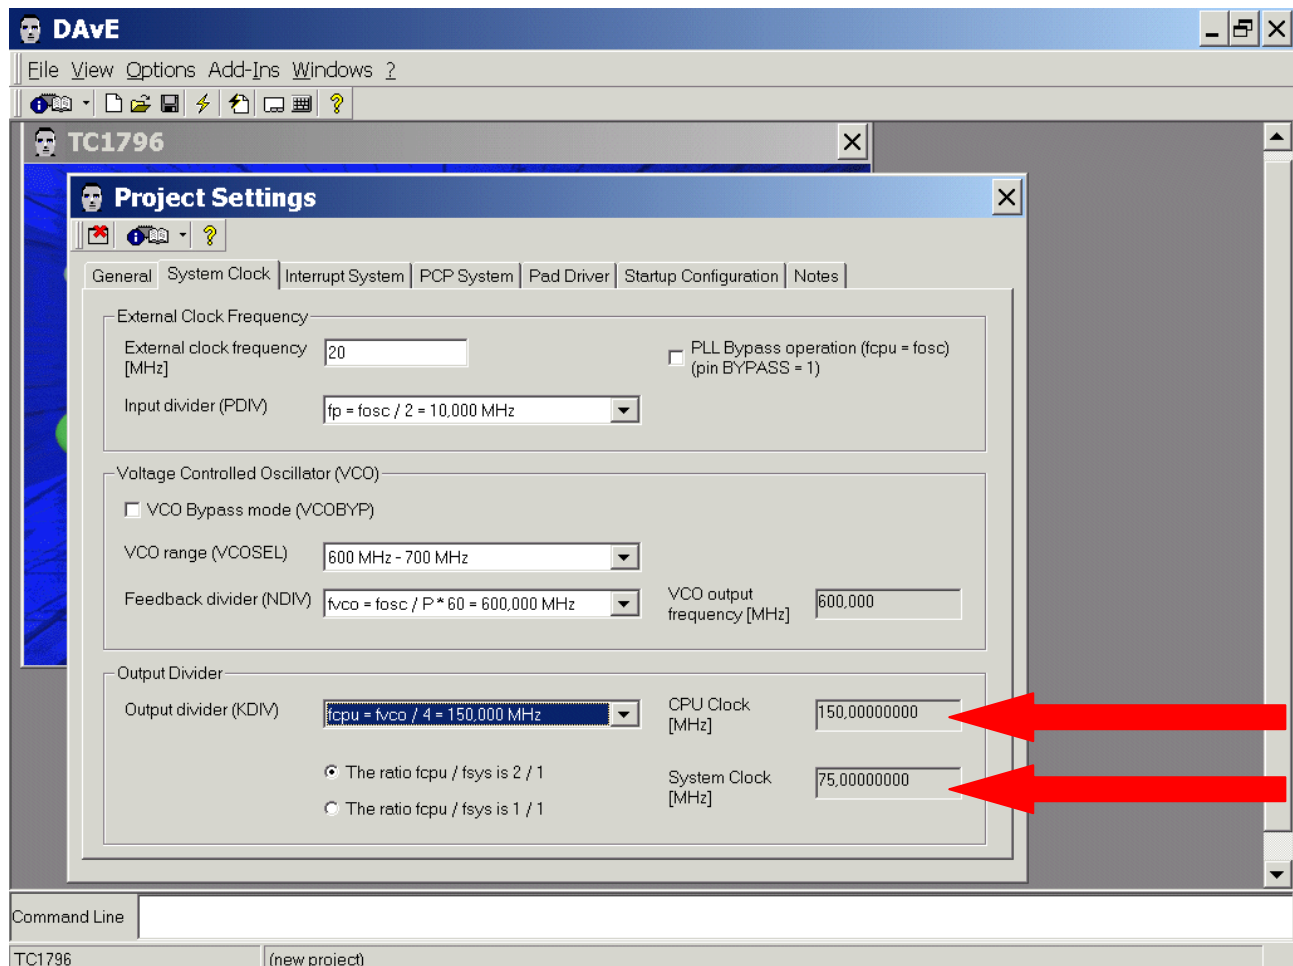 DAvE
File View Options Add-Ins Windows ?
TC1796
Project Settings
General System Clock Interrupt System PCP System Pad Driver Startup Configuration Notes
External Clock Frequency
External clock frequency
[MHz]
20
PLL Bypass operation (fcpu = fosc)
(pin BYPASS = 1)
Input divider (PDIV)
fp = fosc / 2 = 10,000 MHz
Voltage Controlled Oscillator (VCO)
VCO Bypass mode (VCOBYP)
VCO range (VCOSEL)
600 MHz - 700 MHz
Feedback divider (NDIV)
fvco = fosc / P * 60 = 600,000 MHz
VCO output
frequency [MHz]
600,000
Output Divider
Output divider (KDIV)
fcpu = fvco / 4 = 150,000 MHz
CPU Clock
[MHz]
150,00000000
The ratio fcpu / fsys is 2 / 1
System Clock
[MHz]
75,00000000
The ratio fcpu / fsys is 1 / 1
Command Line
TC1796 (new project)